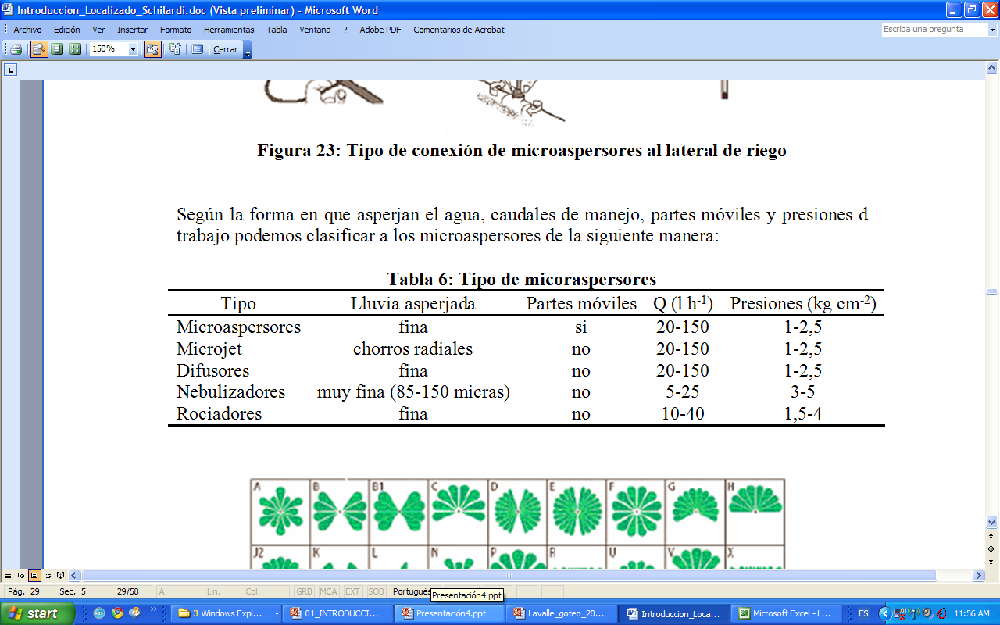 Introduccion_Localizado_Schilardi.doc (Vista preliminar) - Microsoft Word
Archivo Edición Ver Insertar Formato Herramientas Tabla Ventana ? Adobe PDF Comentarios de Acrobat Escriba una pregunta
150% Cerrar
L
Figura 23: Tipo de conexión de microaspersores al lateral de riego
Según la forma en que asperjan el agua, caudales de manejo, partes móviles y presiones d
trabajo podemos clasificar a los microaspersores de la siguiente manera:
Tabla 6: Tipo de micoraspersores
Tipo Lluvia asperjada Partes móviles Q (l h-1) Presiones (kg cm-2)
Microaspersores fina si 20-150 1-2,5
Microjet chorros radiales no 20-150 1-2,5
Difusores fina no 20-150 1-2,5
Nebulizadores muy fina (85-150 micras) no 5-25 3-5
Rociadores fina no 10-40 1,5-4
A B B1 C D E F G H
J2 K L N P R U V X
Pág. 29 Sec. 5 29/58 A Lín. Col. GRB MCA EXT SOB Portugués
Presentación4.ppt
start 3 Windows Expl... 01_INTRODUCCI... Presentación4.ppt Lavalle_goteo_20... Introduccion_Loca... Microsoft Excel - L... ES 11:56 AM